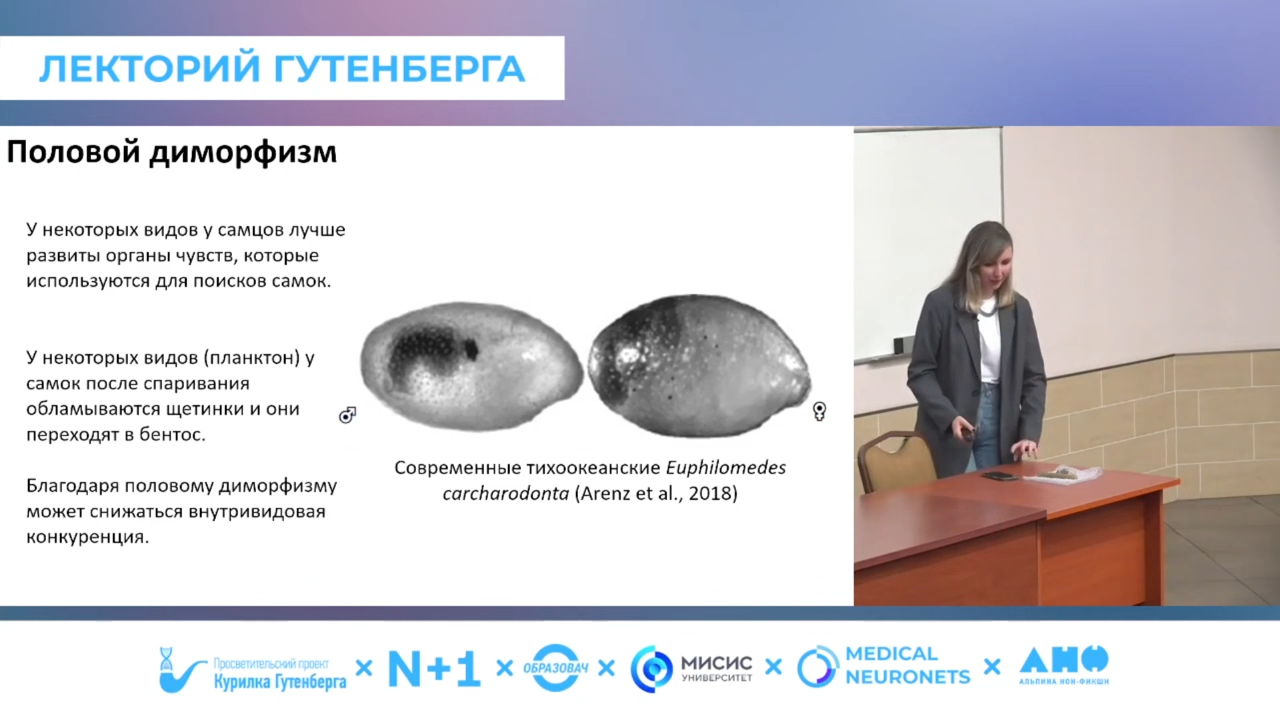 ЛЕКТОРИЙ ГУТЕНБЕРГА
Половой диморфизм
У некоторых видов у самцов лучше
развиты органы чувств, которые
используются для поисков самок.
У некоторых видов (планктон) у
самок после спаривания
обламываются щетинки и они
переходят в бентос.
Благодаря половому диморфизму
может снижаться внутривидовая
конкуренция.
♂
♀
Современные тихоокеанские Euphilomedes
carcharodonta (Arenz et al., 2018)
Просветительский проект
Курилка Гутенберга
×
N+1
×
ОБРАЗОВАЧ
×
МИСИС
УНИВЕРСИТЕТ
×
MEDICAL
NEURONETS
×
АНФ
АЛЬПИНА НОН-ФИКШН